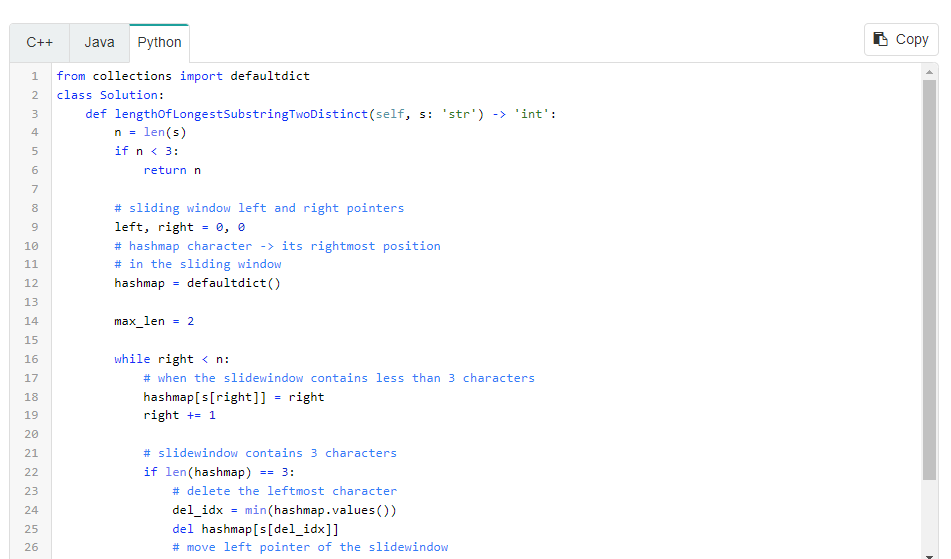 C++ Java Python Copy
1 from collections import defaultdict
2 class Solution:
3     def lengthOfLongestSubstringTwoDistinct(self, s: 'str') -> 'int':
4         n = len(s)
5         if n < 3:
6             return n
7
8         # sliding window left and right pointers
9         left, right = 0, 0
10         # hashmap character -> its rightmost position
11         # in the sliding window
12         hashmap = defaultdict()
13
14         max_len = 2
15
16         while right < n:
17             # when the slidewindow contains less than 3 characters
18             hashmap[s[right]] = right
19             right += 1
20
21             # slidewindow contains 3 characters
22             if len(hashmap) == 3:
23                 # delete the leftmost character
24                 del_idx = min(hashmap.values())
25                 del hashmap[s[del_idx]]
26                 # move left pointer of the slidewindow